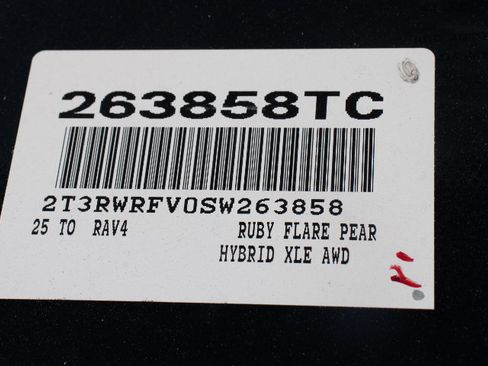 263858TC
2T3RWRFV0SW263858
25 TO RAV4 RUBY FLARE PEAR
HYBRID XLE AWD